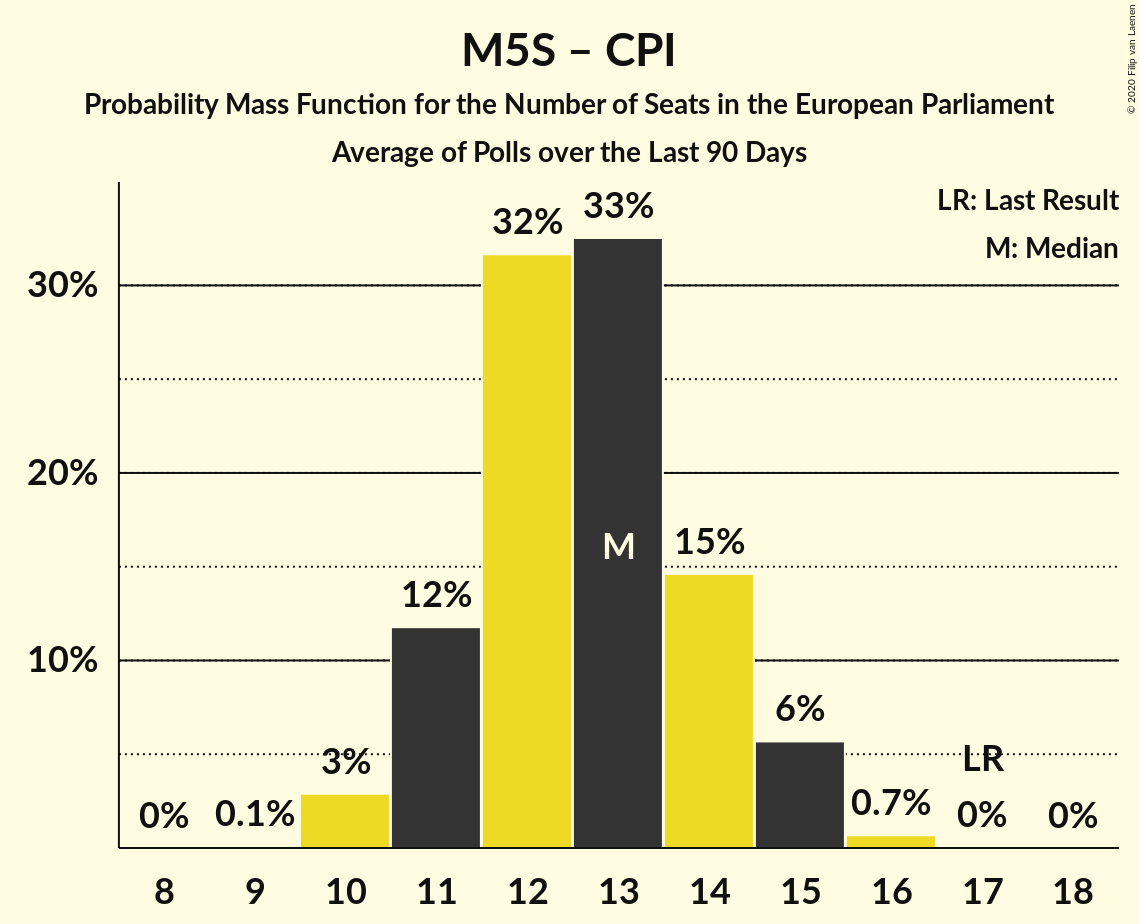 M5S – CPI
Probability Mass Function for the Number of Seats in the European Parliament
Average of Polls over the Last 90 Days
© 2020 Filip van Laenen
LR: Last Result
M: Median
30%
20%
10%
0%
0.1%
3%
12%
32%
33%
M
15%
6%
0.7%
LR
0%
0%
8 9 10 11 12 13 14 15 16 17 18